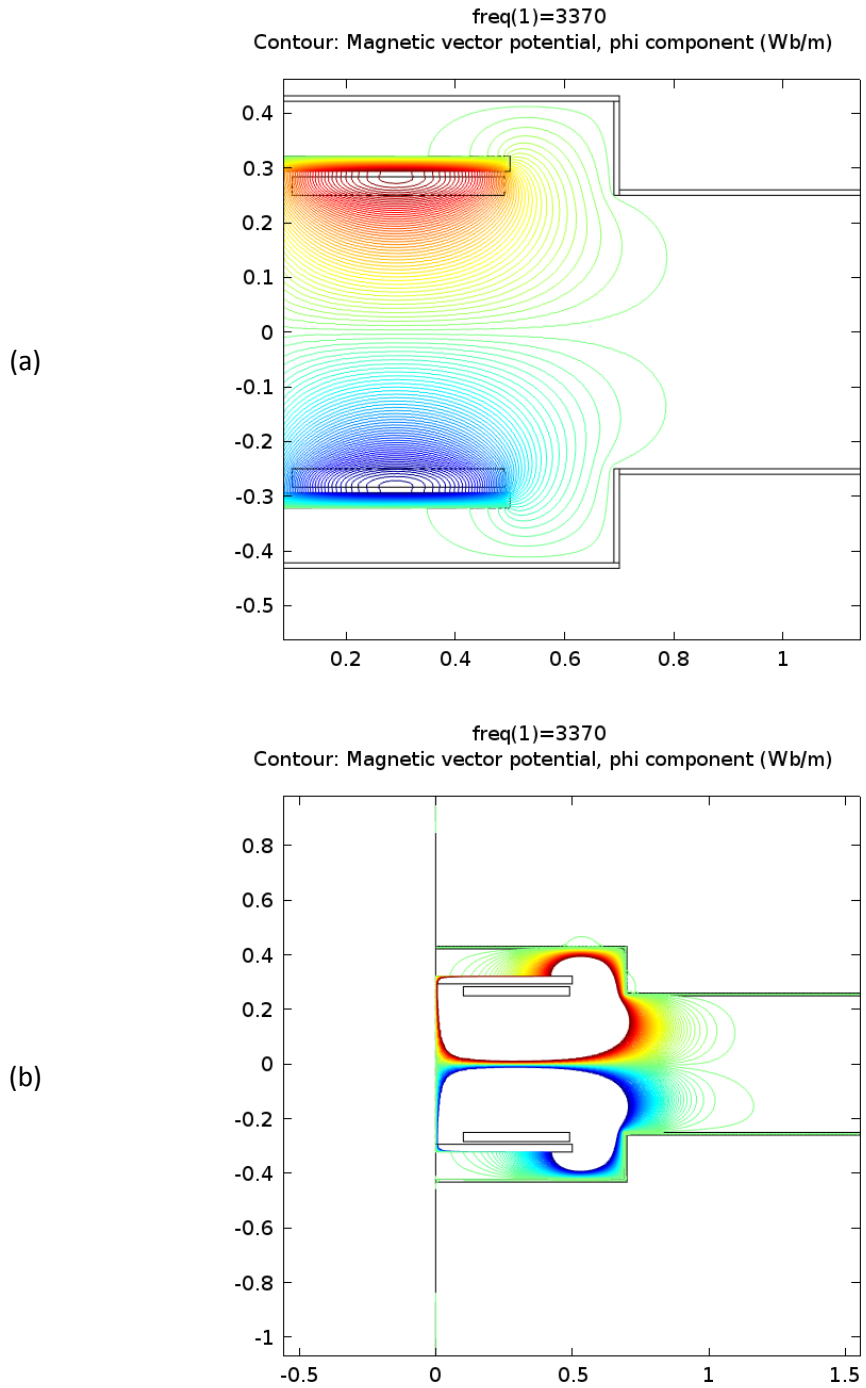 freq(1)=3370
Contour: Magnetic vector potential, phi component (Wb/m)
0.4
0.3
0.2
0.1
0
-0.1
-0.2
-0.3
-0.4
-0.5
0.2 0.4 0.6 0.8 1
(a)
freq(1)=3370
Contour: Magnetic vector potential, phi component (Wb/m)
0.8
0.6
0.4
0.2
0
-0.2
-0.4
-0.6
-0.8
-1
-0.5 0 0.5 1 1.5
(b)